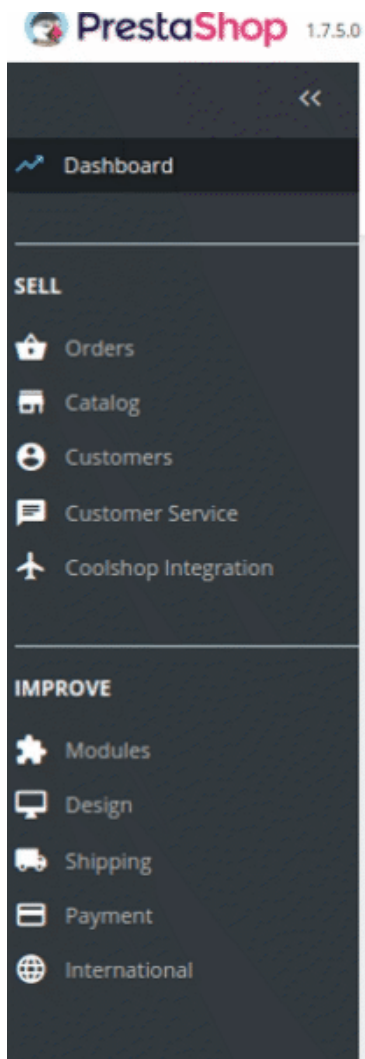 PrestaShop 1.7.5.0
Dashboard
SELL
Orders
Catalog
Customers
Customer Service
Coolshop Integration
IMPROVE
Modules
Design
Shipping
Payment
International